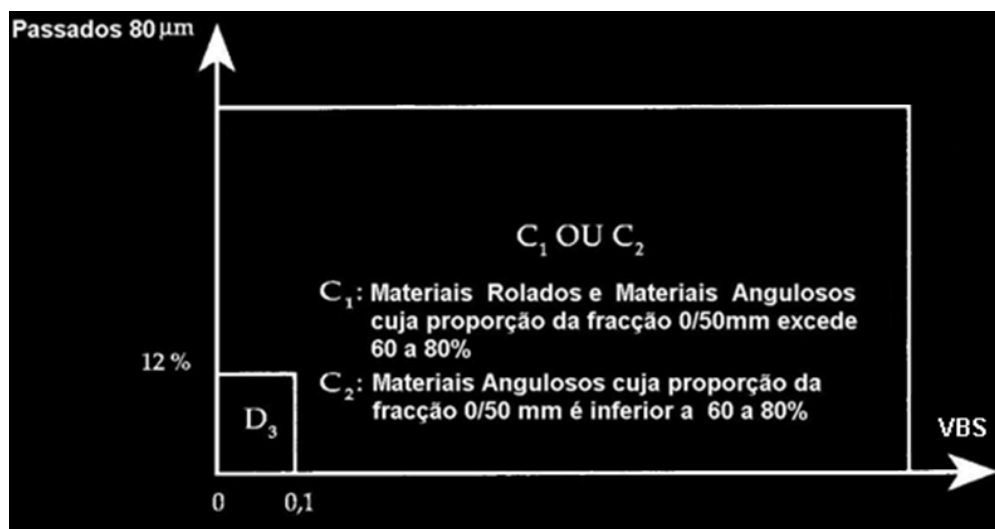 Passados 80 µm
C₁ OU C₂
C₁: Materiais Rolados e Materiais Angulosos
cuja proporção da fracção 0/50mm excede
60 a 80%
12 %
C₂: Materiais Angulosos cuja proporção da
fracção 0/50 mm é inferior a 60 a 80%
D₃
VBS
0
0,1